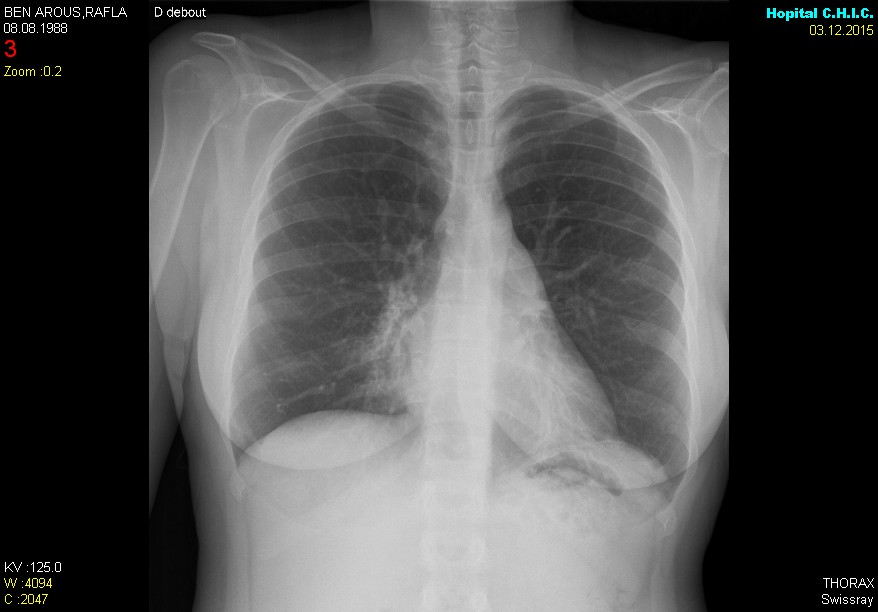 BEN AROUS,RAFLA
08.08.1988
3
Zoom :0.2
D debout
Hopital C.H.I.C.
03.12.2015
KV :125.0
W :4094
C :2047
THORAX
Swissray